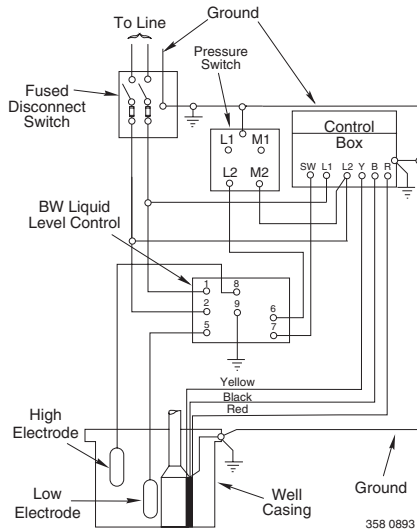 To Line
Ground
Pressure
Switch
Fused
Disconnect
Switch
L1 M1
L2 M2
Control
Box
SW L1 L2 Y B R
BW Liquid
Level Control
1
8
2
9
6
5
7
Yellow
Black
Red
High
Electrode
Low
Electrode
Well
Casing
Ground
358 0893